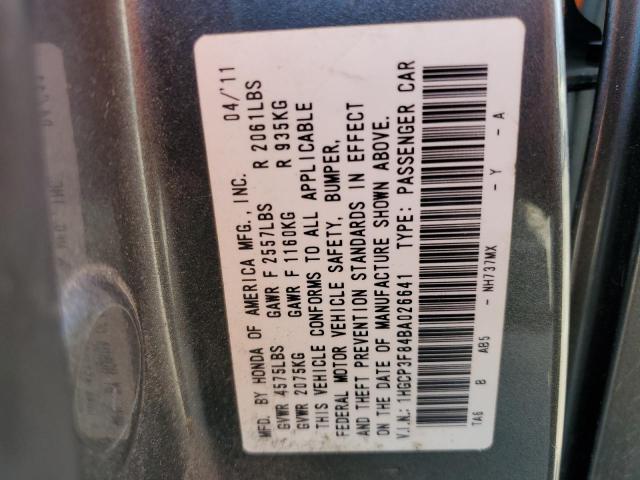 MFD. BY HONDA OF AMERICA MFG., INC. 04/'11
GVWR 4575LBS GAWR F 2557LBS R 2061LBS
GVWR 2075KG GAWR F 1160KG R 935KG
THIS VEHICLE CONFORMS TO ALL APPLICABLE
FEDERAL MOTOR VEHICLE SAFETY, BUMPER,
AND THEFT PREVENTION STANDARDS IN EFFECT
ON THE DATE OF MANUFACTURE SHOWN ABOVE.
V.I.N.: 1HGCP3F84BA026641 TYPE: PASSENGER CAR
TA6 B AB5 - NH737MX - Y - A